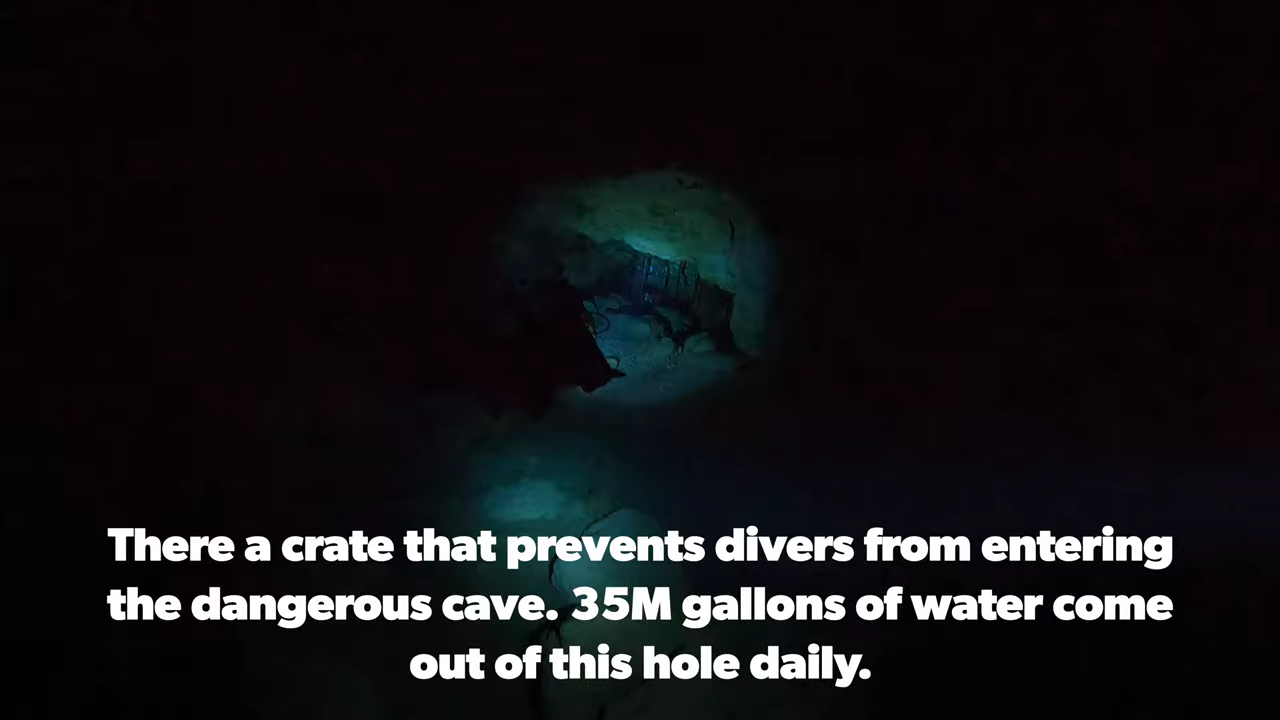 There a crate that prevents divers from entering
the dangerous cave. 35M gallons of water come
out of this hole daily.